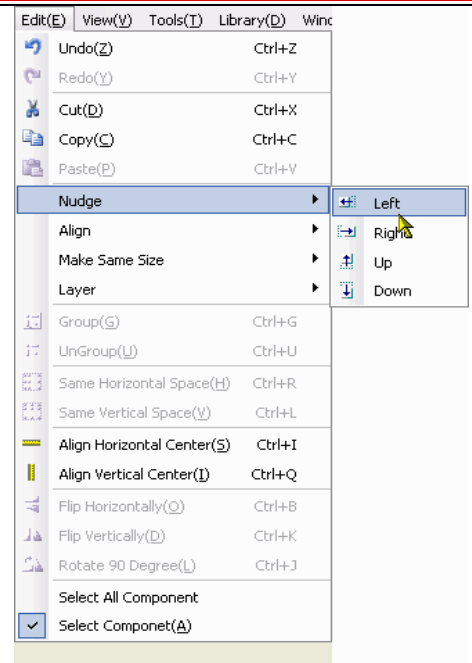 Edit(E) View(V) Tools(T) Library(D) Winc
Undo(Z) Ctrl+Z
Redo(Y) Ctrl+Y
Cut(D) Ctrl+X
Copy(C) Ctrl+C
Paste(P) Ctrl+V
Nudge
Left
Align
Right
Make Same Size
Up
Layer
Down
Group(G) Ctrl+G
UnGroup(U) Ctrl+U
Same Horizontal Space(H) Ctrl+R
Same Vertical Space(V) Ctrl+L
Align Horizontal Center(S) Ctrl+I
Align Vertical Center(I) Ctrl+Q
Flip Horizontally(O) Ctrl+B
Flip Vertically(D) Ctrl+K
Rotate 90 Degree(L) Ctrl+J
Select All Component
Select Componet(A)